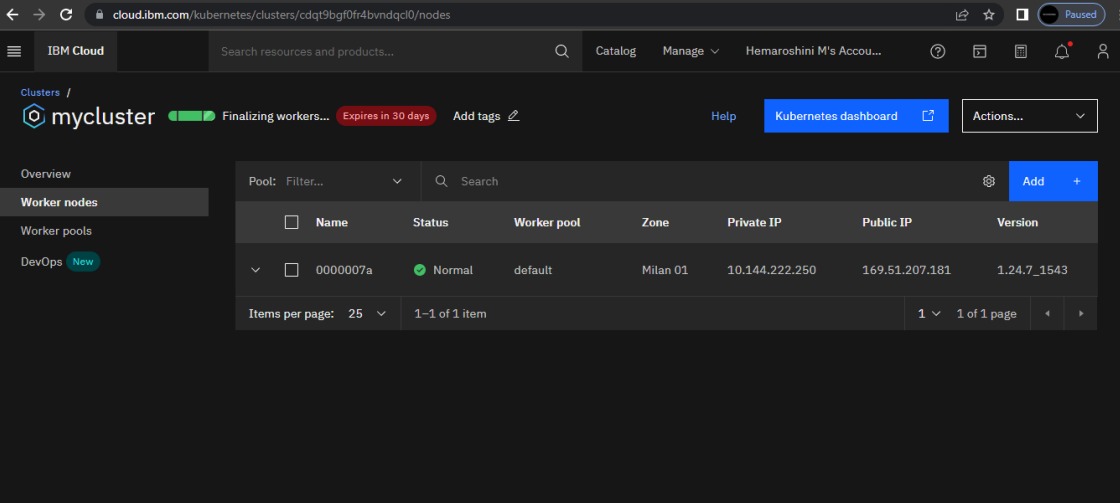 cloud.ibm.com/kubernetes/clusters/cdqt9bgf0fr4bvndqcl0/nodes Paused
IBM Cloud Search resources and products... Catalog Manage Hemaroshini M's Accou...
Clusters /
mycluster Finalizing workers... Expires in 30 days Add tags Help Kubernetes dashboard Actions...
Overview
Worker nodes
Worker pools
DevOps New
Pool: Filter... Search Add +
Name Status Worker pool Zone Private IP Public IP Version
0000007a Normal default Milan 01 10.144.222.250 169.51.207.181 1.24.7_1543
Items per page: 25 1–1 of 1 item 1 1 of 1 page